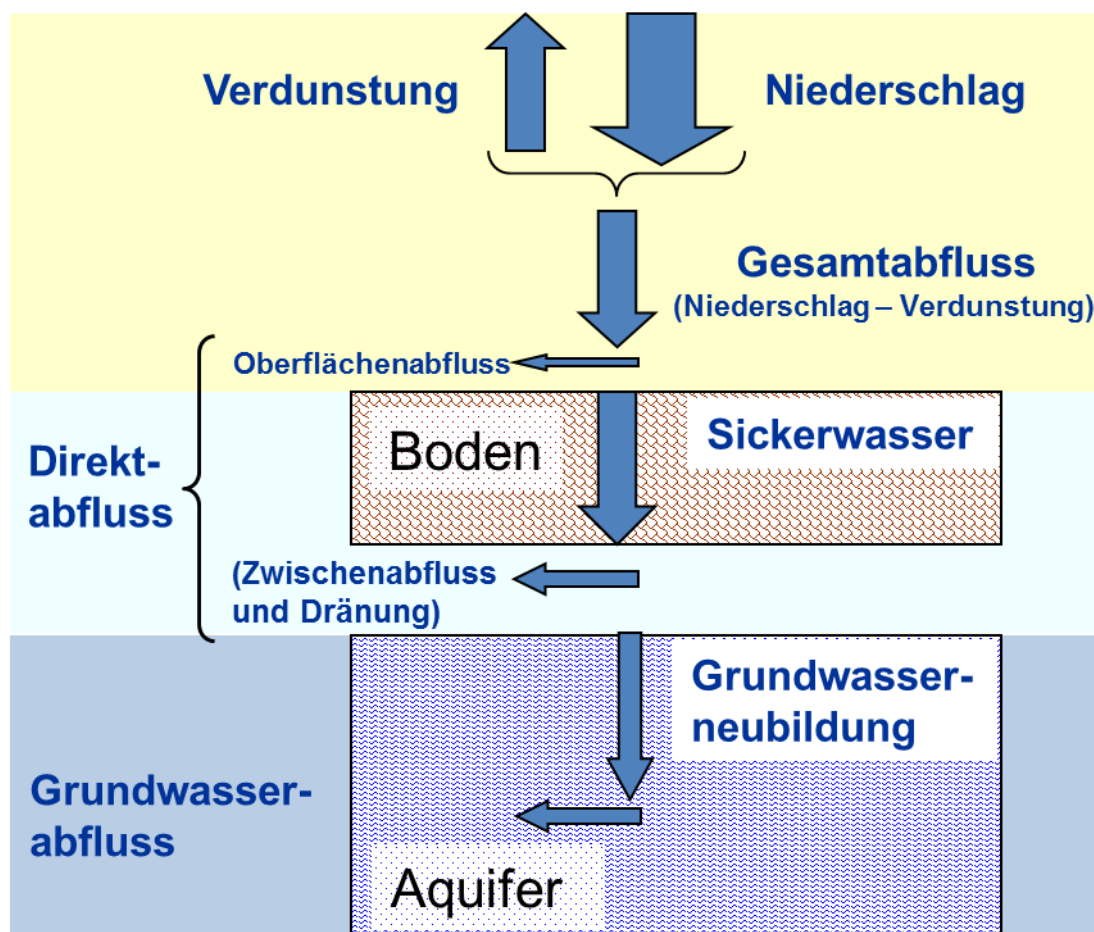 Verdunstung
Niederschlag
Gesamtabfluss
(Niederschlag – Verdunstung)
Oberflächenabfluss
Boden
Sickerwasser
Direkt-
abfluss
(Zwischenabfluss
und Dränung)
Grundwasser-
neubildung
Grundwasser-
abfluss
Aquifer